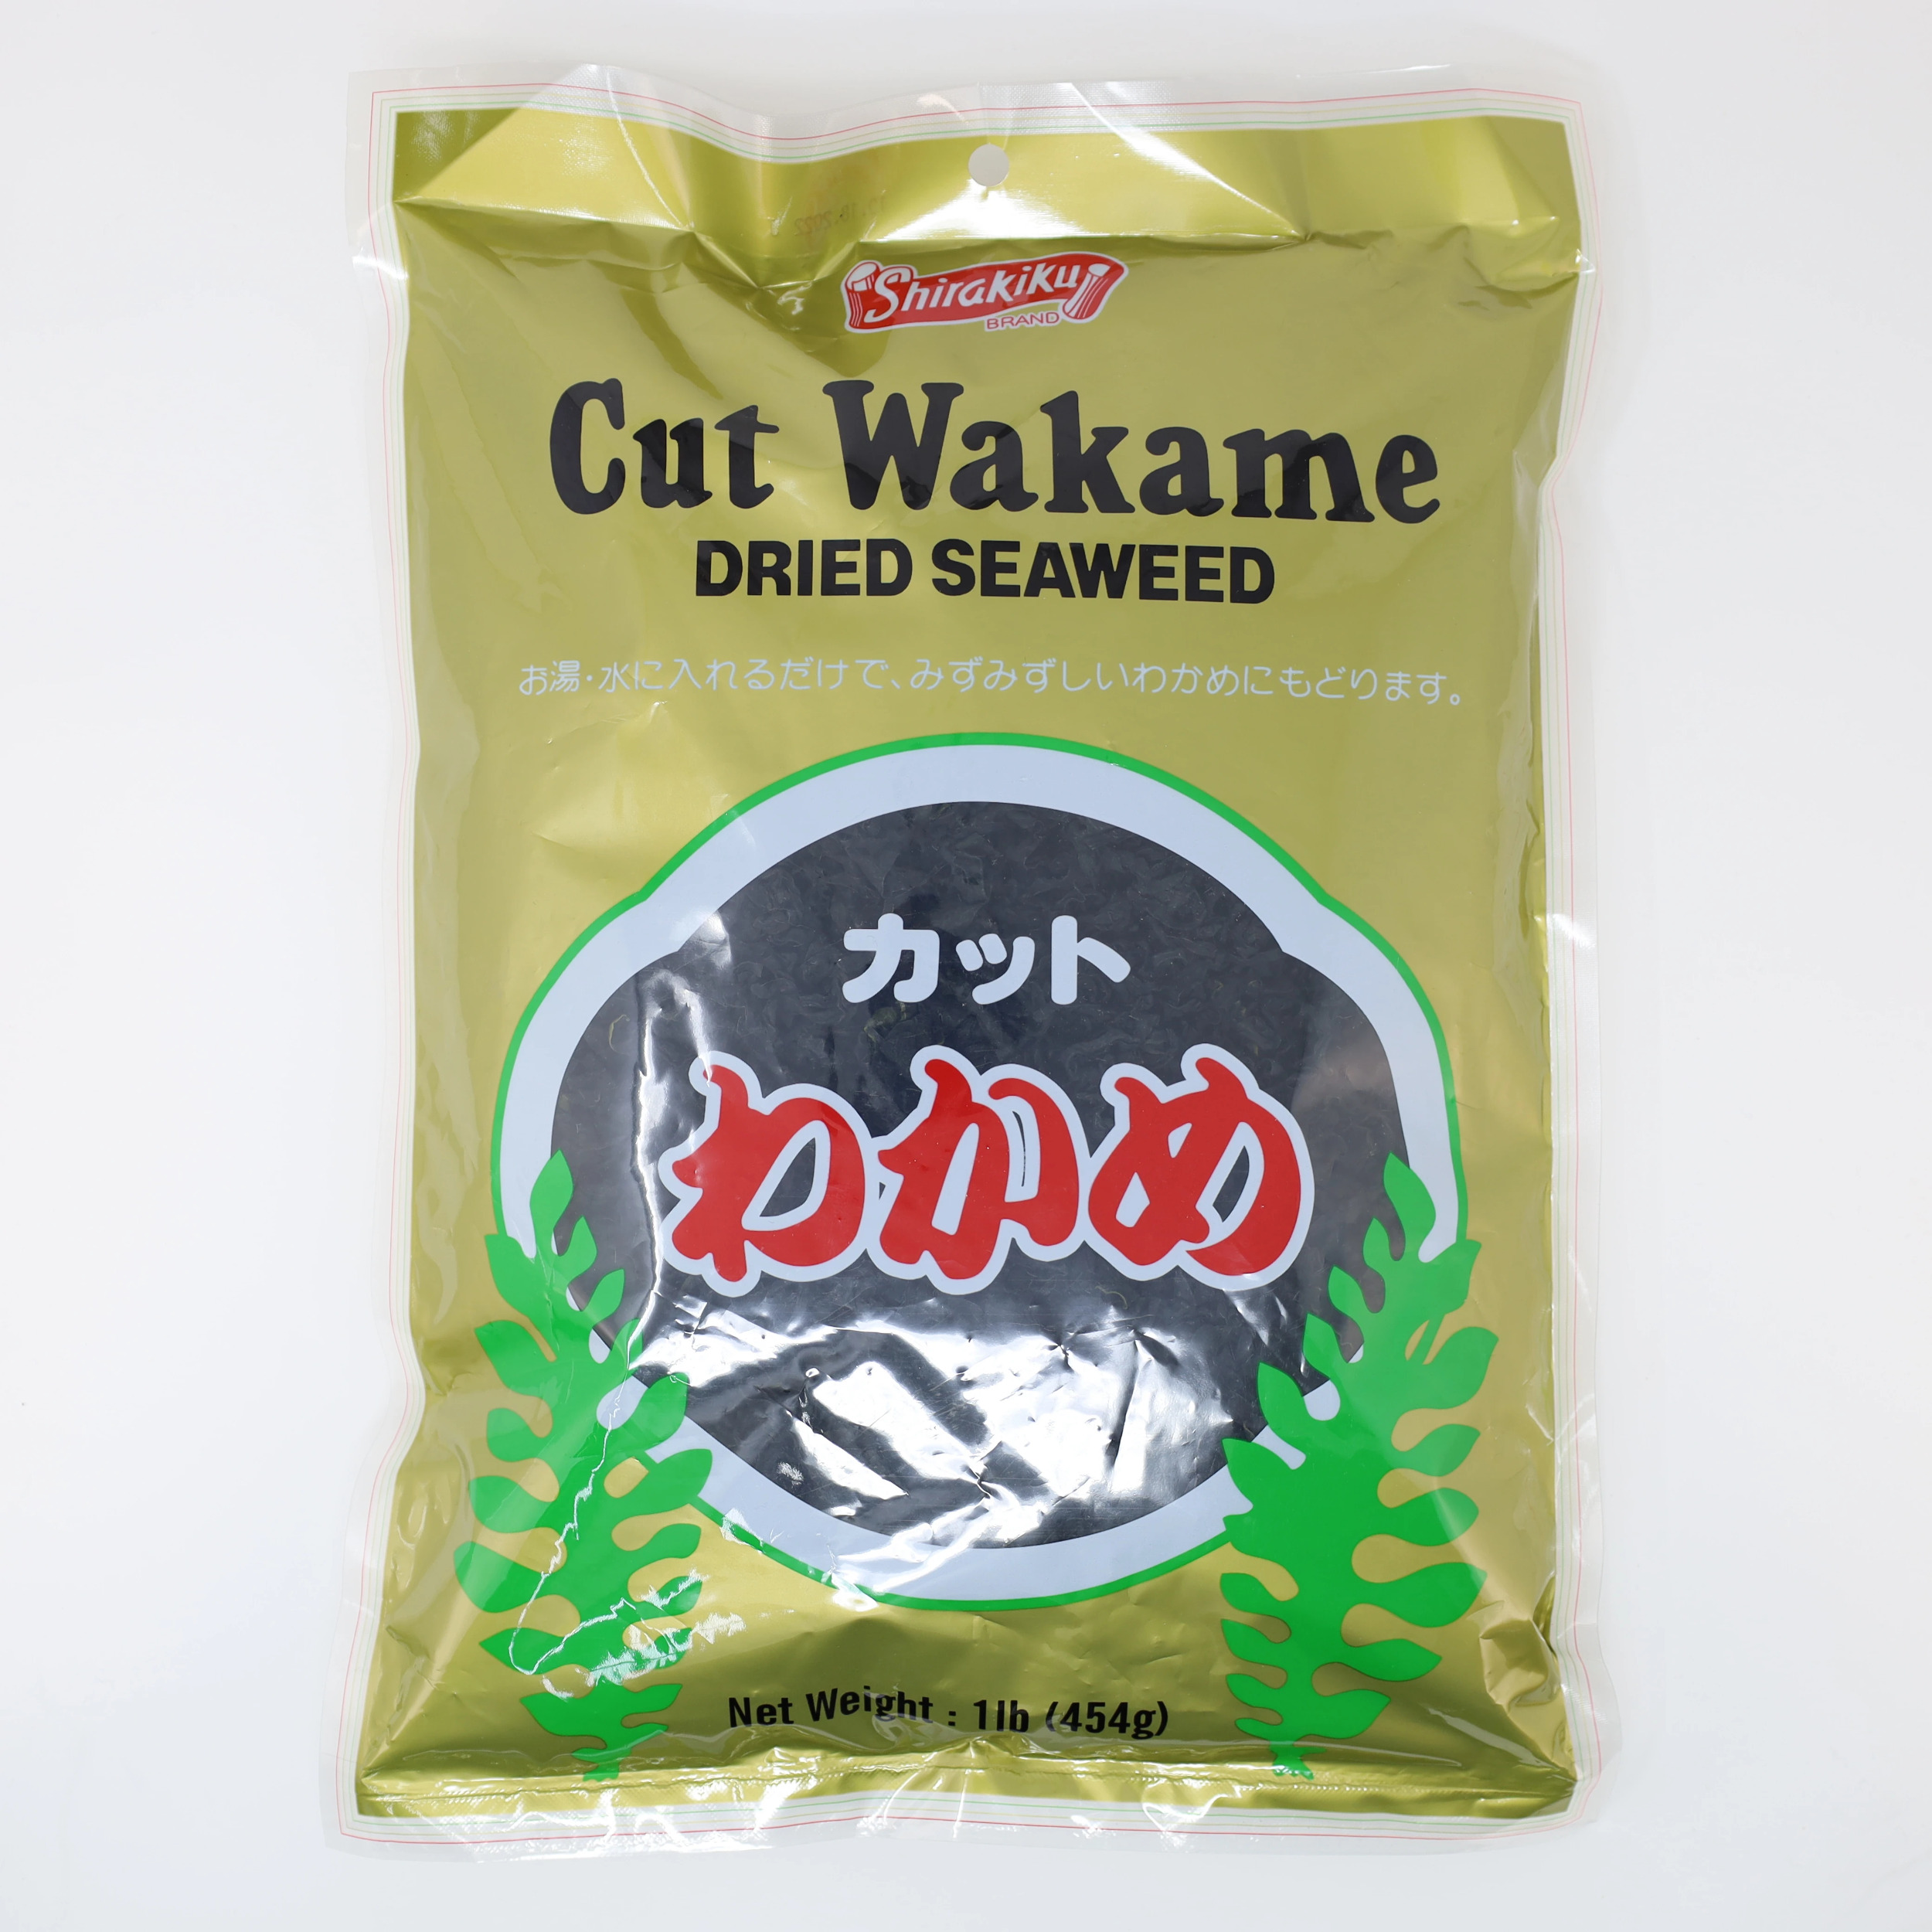 Shirakiku
BRAND
Cut Wakame
DRIED SEAWEED
お湯・水に入れるだけで、みずみずしいわかめにもどります。
カット
わかめ
Net Weight : 1lb (454g)